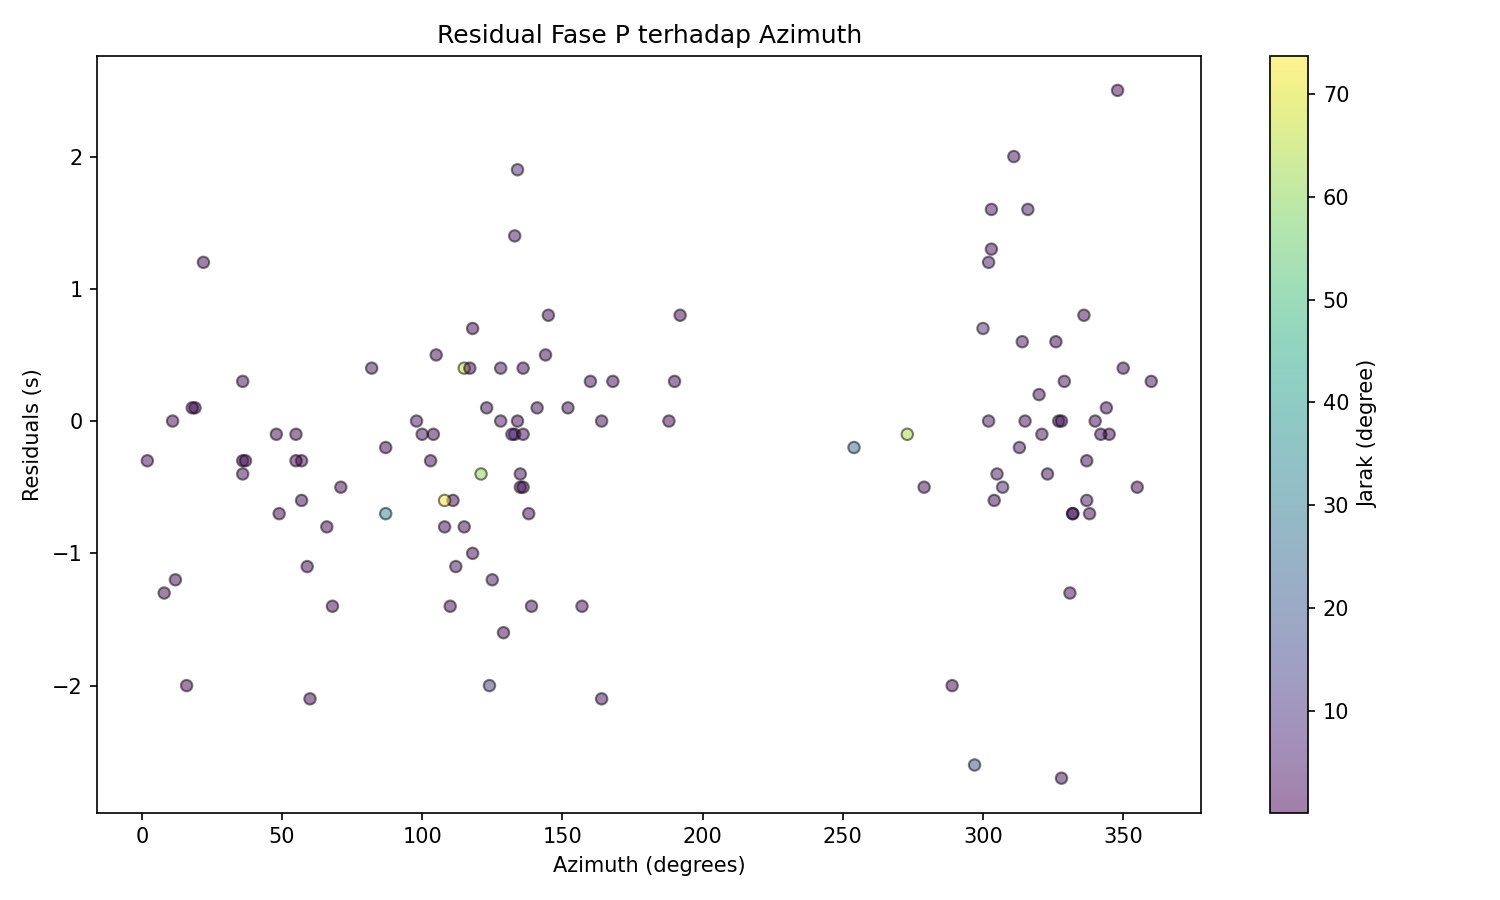 Residual Fase P terhadap Azimuth
Residuals (s)
2
1
0
−1
−2
0 50 100 150 200 250 300 350
Azimuth (degrees)
70
60
50
40
30
20
10
Jarak (degree)